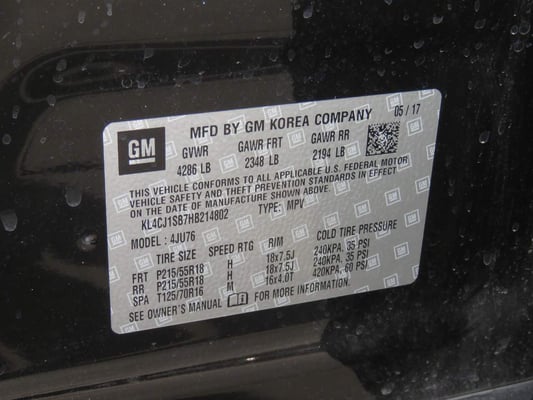 GM
MFD BY GM KOREA COMPANY 05 / 17
GVWR GAWR FRT GAWR RR
4286 LB 2348 LB 2194 LB
THIS VEHICLE CONFORMS TO ALL APPLICABLE U.S. FEDERAL MOTOR
VEHICLE SAFETY AND THEFT PREVENTION STANDARDS IN EFFECT
ON THE DATE OF MANUFACTURE SHOWN ABOVE.
KL4CJ1SB7HB214802 TYPE: MPV
MODEL : 4JU76
TIRE SIZE SPEED RTG RIM COLD TIRE PRESSURE
FRT P215/55R18 H 18x7.5J 240KPA, 35 PSI
RR P215/55R18 H 18x7.5J 240KPA, 35 PSI
SPA T125/70R16 M 16x4.0T 420KPA, 60 PSI
SEE OWNER'S MANUAL FOR MORE INFORMATION.